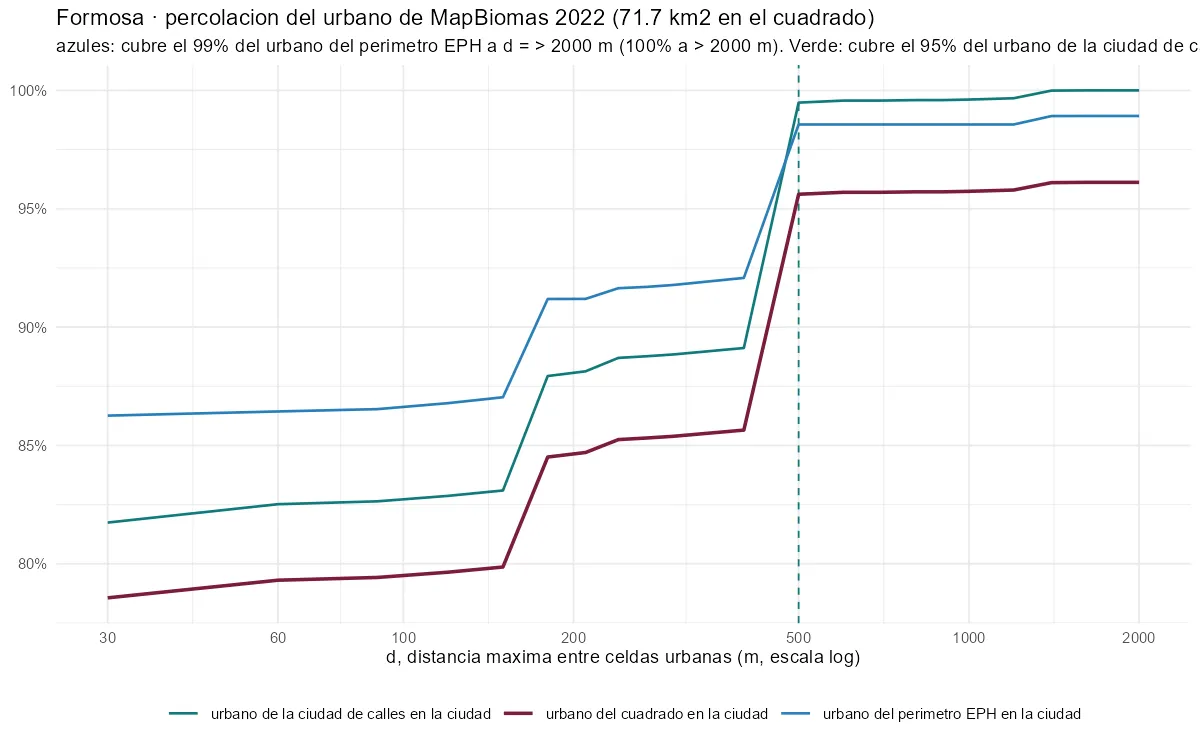 Formosa · percolacion del urbano de MapBiomas 2022 (71.7 km2 en el cuadrado)
azules: cubre el 99% del urbano del perimetro EPH a d = > 2000 m (100% a > 2000 m). Verde: cubre el 95% del urbano de la ciudad de c
100%
95%
90%
85%
80%
30 60 100 200 500 1000 2000
d, distancia maxima entre celdas urbanas (m, escala log)
urbano de la ciudad de calles en la ciudad urbano del cuadrado en la ciudad urbano del perimetro EPH en la ciudad